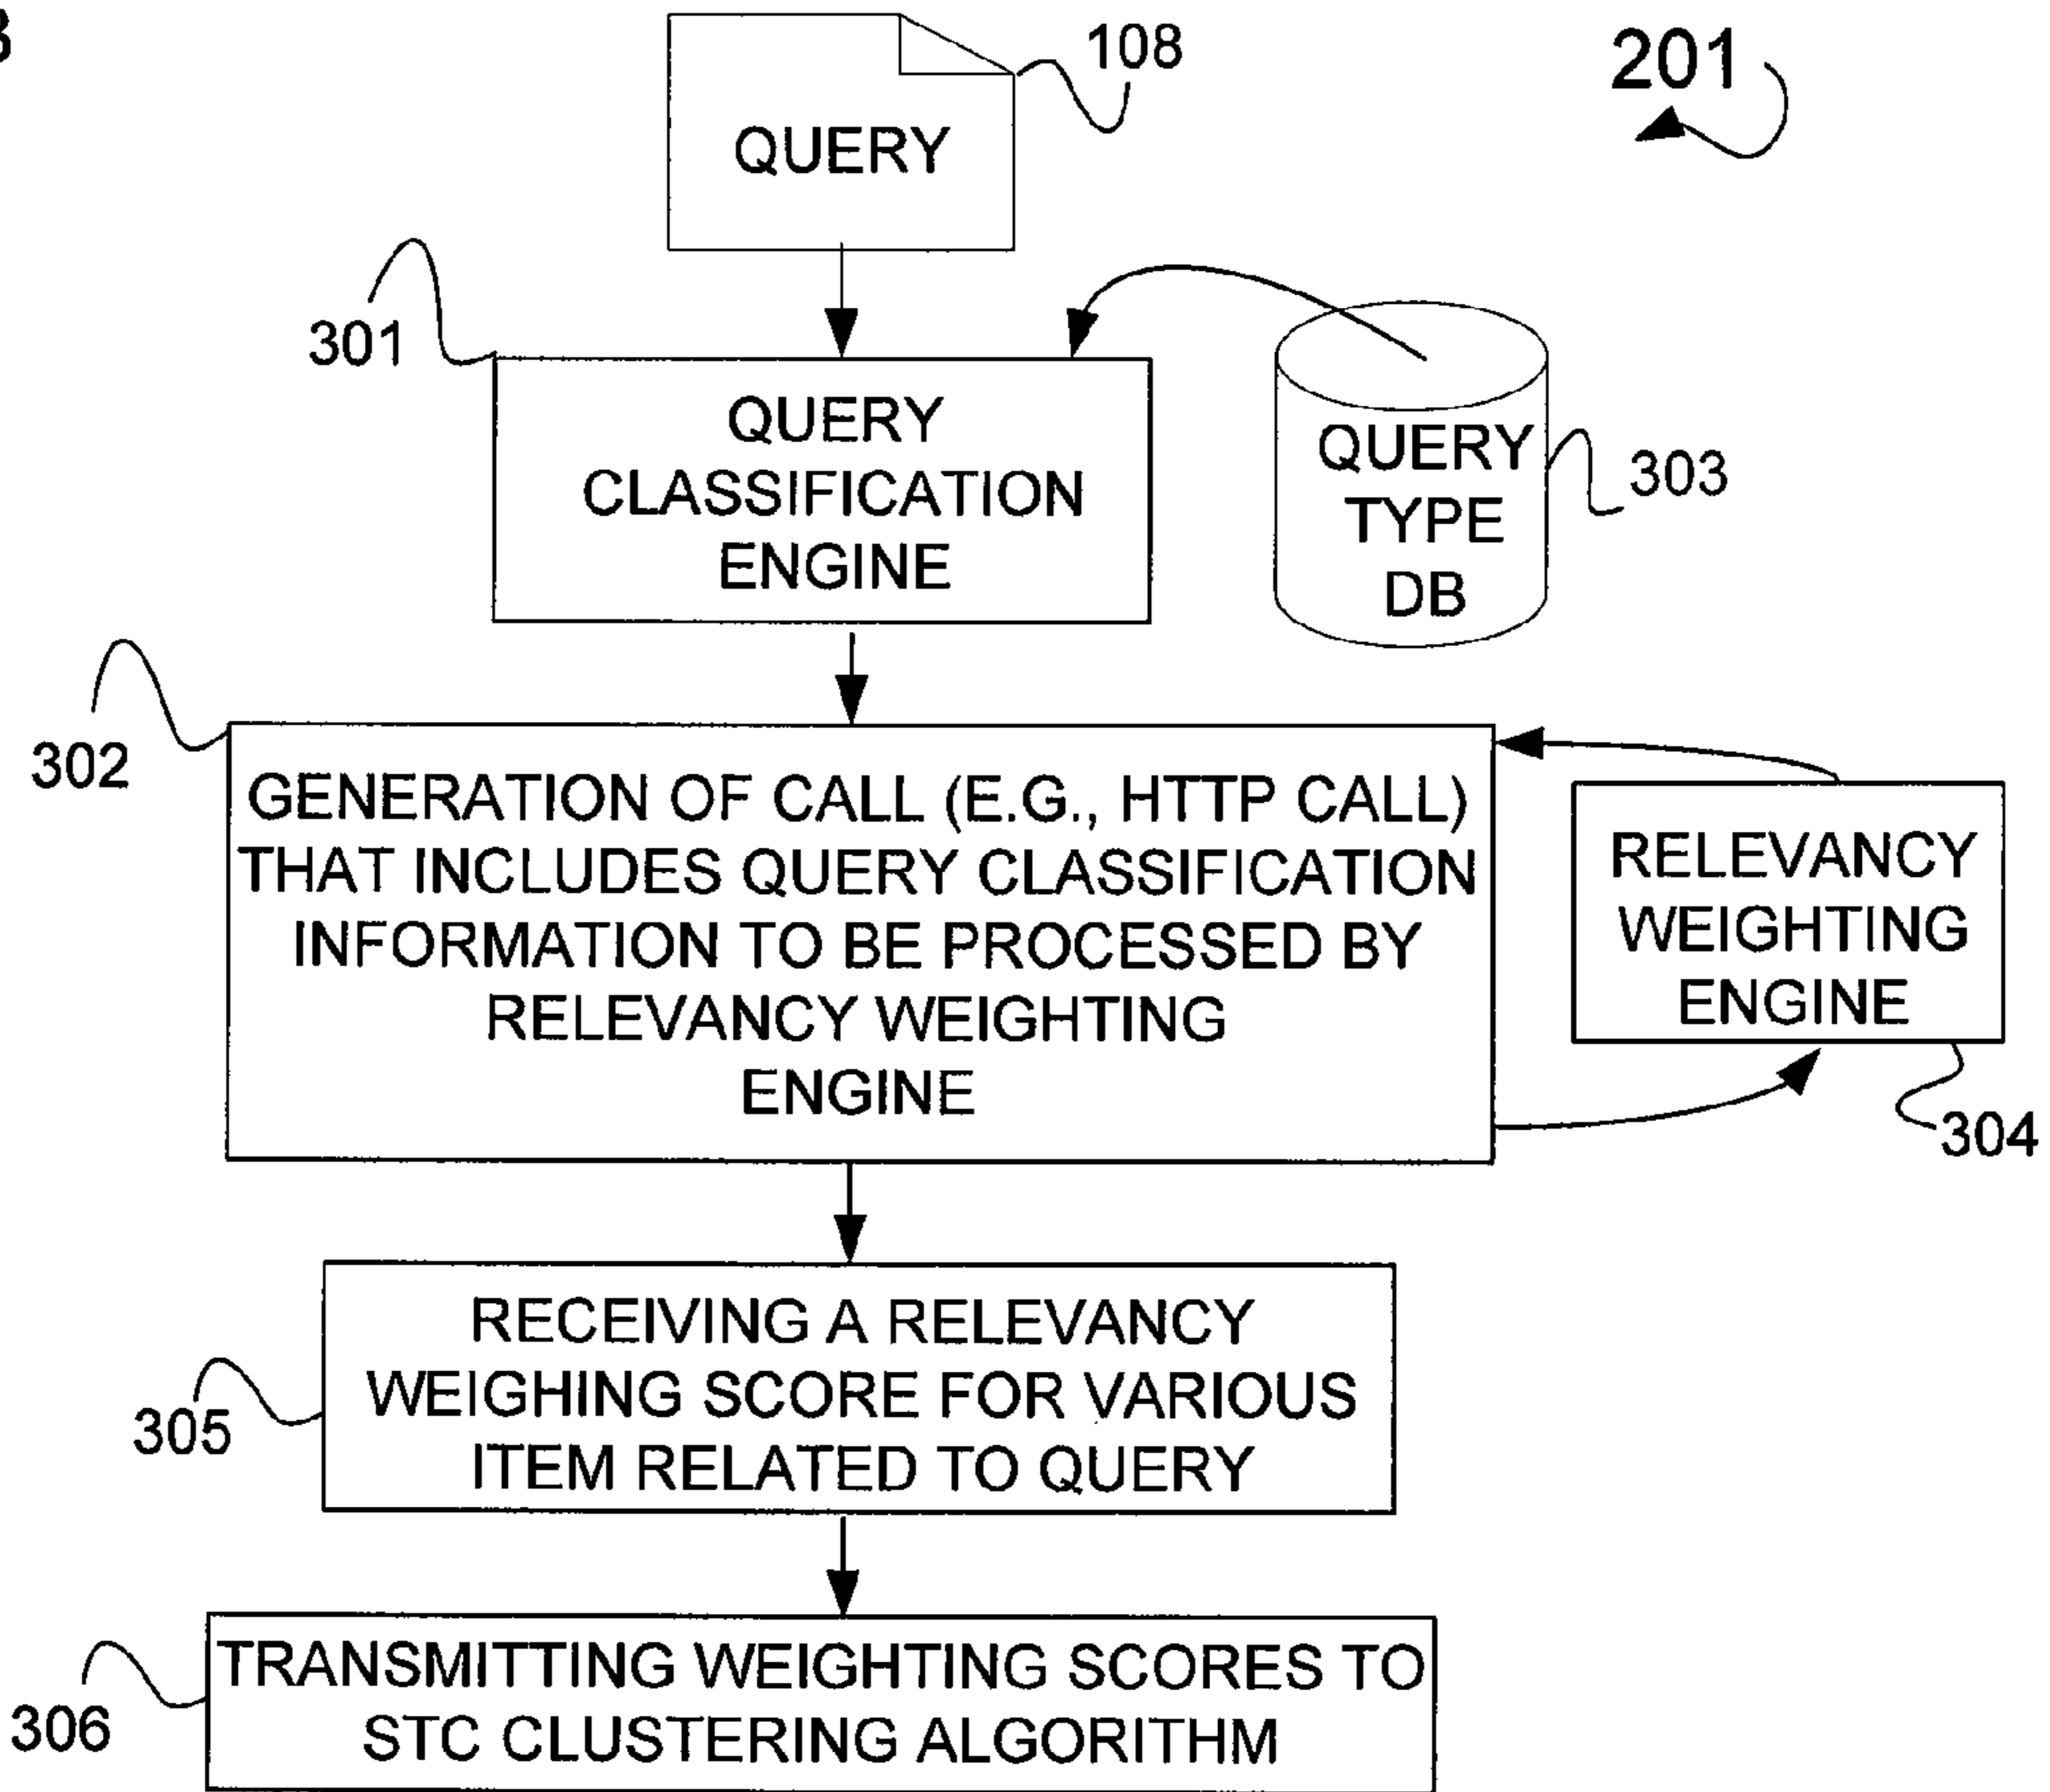 108
201
QUERY
301
QUERY
CLASSIFICATION
ENGINE
QUERY
TYPE
DB
303
302
GENERATION OF CALL (E.G., HTTP CALL)
THAT INCLUDES QUERY CLASSIFICATION
INFORMATION TO BE PROCESSED BY
RELEVANCY WEIGHTING
ENGINE
RELEVANCY
WEIGHTING
ENGINE
304
RECEIVING A RELEVANCY
WEIGHING SCORE FOR VARIOUS
ITEM RELATED TO QUERY
305
TRANSMITTING WEIGHTING SCORES TO
STC CLUSTERING ALGORITHM
306